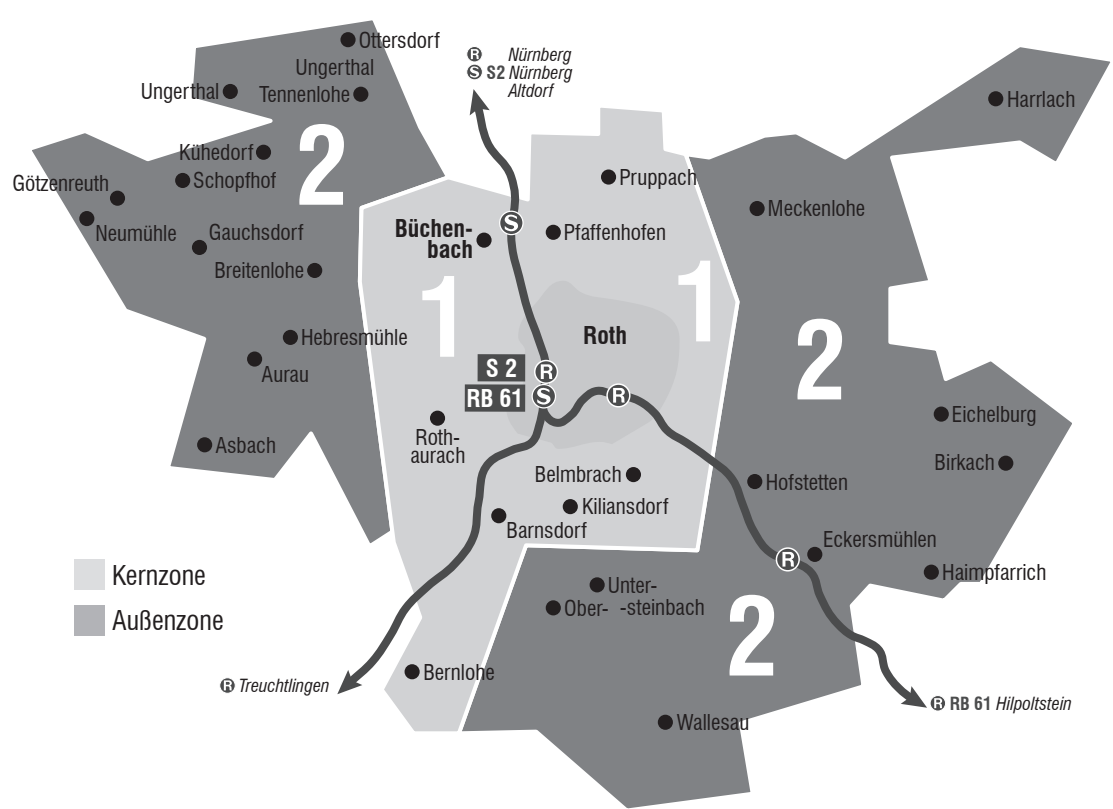 Ottersdorf
Ungerthal
Tennenlohe
Ungerthal
Kühedorf
Schopfhof
Götzenreuth
Neumühle
Gauchsdorf
Breitenlohe
Hebresmühle
Aurau
Asbach
2
R Nürnberg
S S2 Nürnberg
Altdorf
S
Büchen-
bach
Pruppach
Pfaffenhofen
1
1
Roth
S 2
RB 61
R
S
R
Roth-
aurach
Belmbrach
Kiliansdorf
Barnsdorf
Bernlohe
Harrlach
Meckenlohe
2
Eichelburg
Birkach
Hofstetten
Eckersmühlen
R
Haimpfarrich
Unter-
Ober- -steinbach
2
Wallesau
Kernzone
Außenzone
R Treuchtlingen
R RB 61 Hilpoltstein